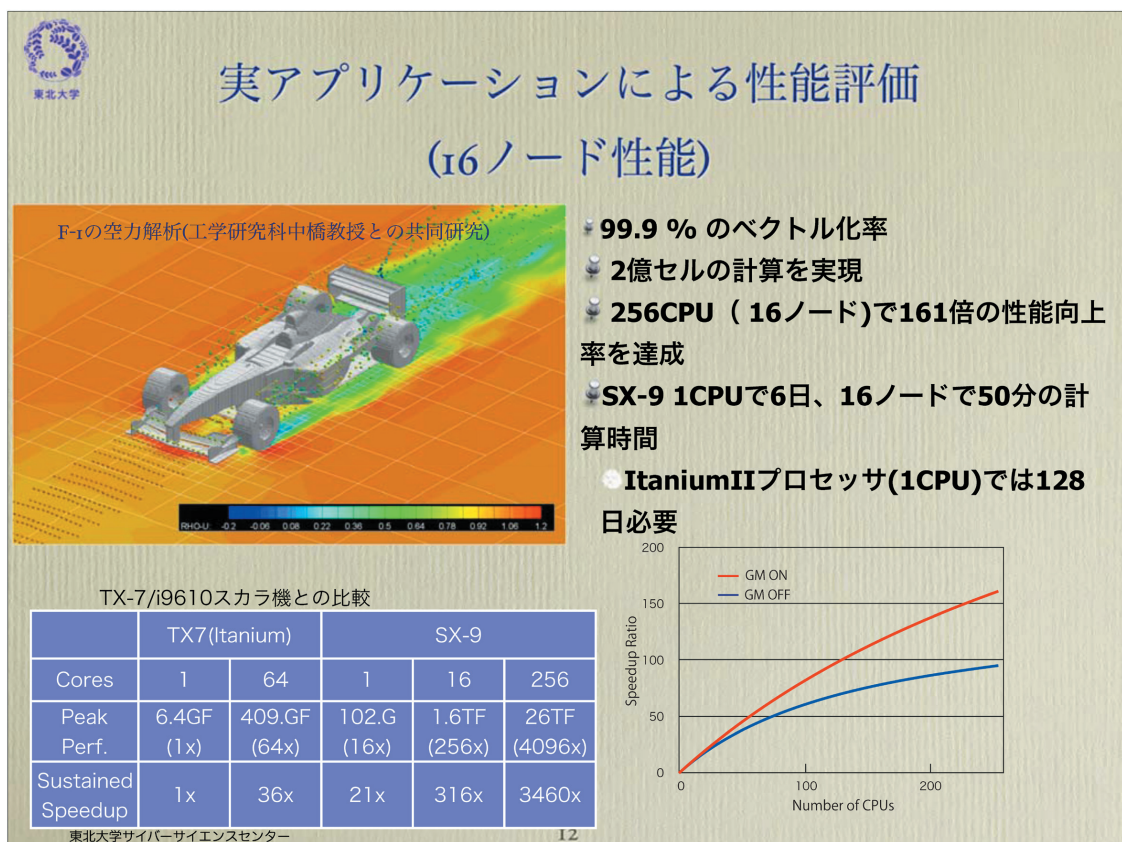 東北大学
実アプリケーションによる性能評価
(16ノード性能)
F-1の空力解析(工学研究科中橋教授との共同研究)
RHO-U: -0.2 -0.06 0.08 0.22 0.36 0.5 0.64 0.78 0.92 1.06 1.2
99.9 % のベクトル化率
2億セルの計算を実現
256CPU（ 16ノード)で161倍の性能向上
率を達成
SX-9 1CPUで6日、16ノードで50分の計
算時間
ItaniumIIプロセッサ(1CPU)では128
日必要
TX-7/i9610スカラ機との比較
TX7(Itanium) SX-9
Cores 1 64 1 16 256
Peak 6.4GF 409.GF 102.G 1.6TF 26TF
Perf. (1x) (64x) (16x) (256x) (4096x)
Sustained
Speedup 1x 36x 21x 316x 3460x
200
150
100
50
0
Speedup Ratio
GM ON
GM OFF
0 100 200
Number of CPUs
東北大学サイバーサイエンスセンター
12